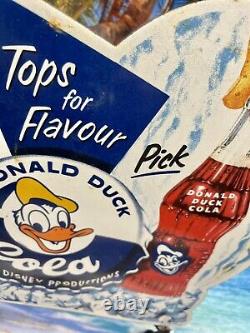 Tops
for
Flavour
Pick
DONALD DUCK
Cola
DISNEY PRODUCTIONS
DONALD
DUCK
COLA